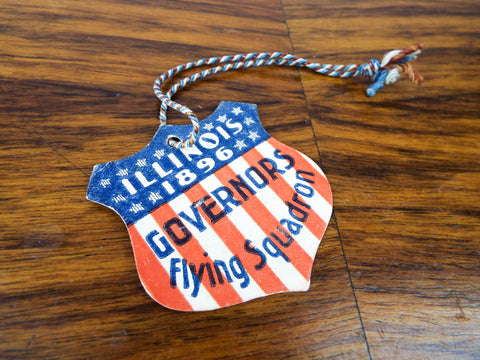 ILLINOIS
1896
GOVERNORS
Flying Squadron